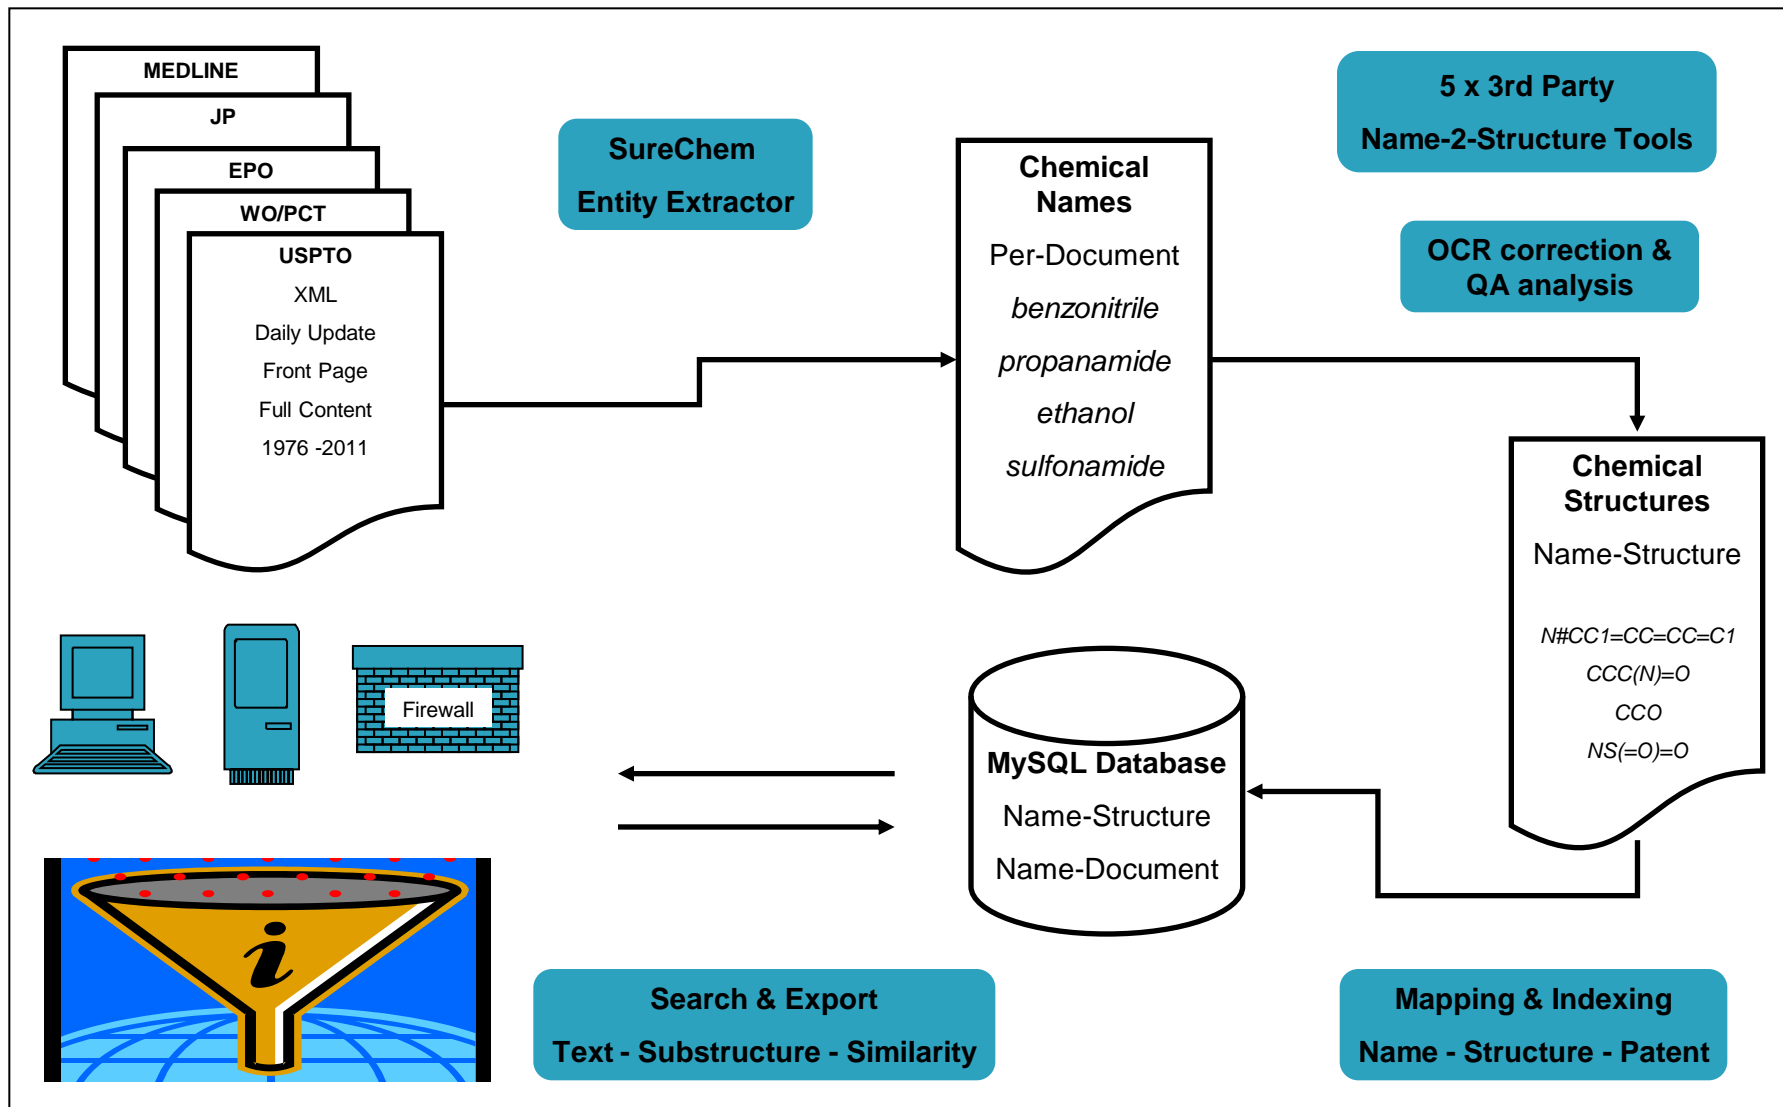 MEDLINE
JP
EPO
WO/PCT
USPTO
XML
Daily Update
Front Page
Full Content
1976 -2011
SureChem
Entity Extractor
Chemical
Names
Per-Document
benzonitrile
propanamide
ethanol
sulfonamide
5 x 3rd Party
Name-2-Structure Tools
OCR correction &
QA analysis
Chemical
Structures
Name-Structure
N#CC1=CC=CC=C1
CCC(N)=O
CCO
NS(=O)=O
Firewall
MySQL Database
Name-Structure
Name-Document
i
Search & Export
Text - Substructure - Similarity
Mapping & Indexing
Name - Structure - Patent